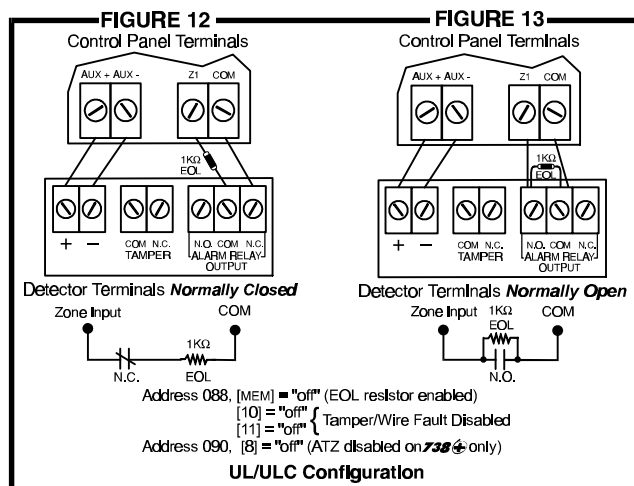 FIGURE 12
Control Panel Terminals
AUX + AUX - Z1 COM
1KΩ
EOL
+ − COM N.C. N.O. COM N.C.
TAMPER ALARM RELAY
OUTPUT
Detector Terminals Normally Closed
Zone Input COM
1KΩ
N.C. EOL
FIGURE 13
Control Panel Terminals
AUX + AUX - Z1 COM
1KΩ
EOL
+ − COM N.C. N.O. COM N.C.
TAMPER ALARM RELAY
OUTPUT
Detector Terminals Normally Open
Zone Input 1KΩ COM
EOL
N.O.
Address 088, [MEM] = "off" (EOL resistor enabled)
[10] = "off" { Tamper/Wire Fault Disabled
[11] = "off"
Address 090, [8] = "off" (ATZ disabled on 738+ only)
UL/ULC Configuration